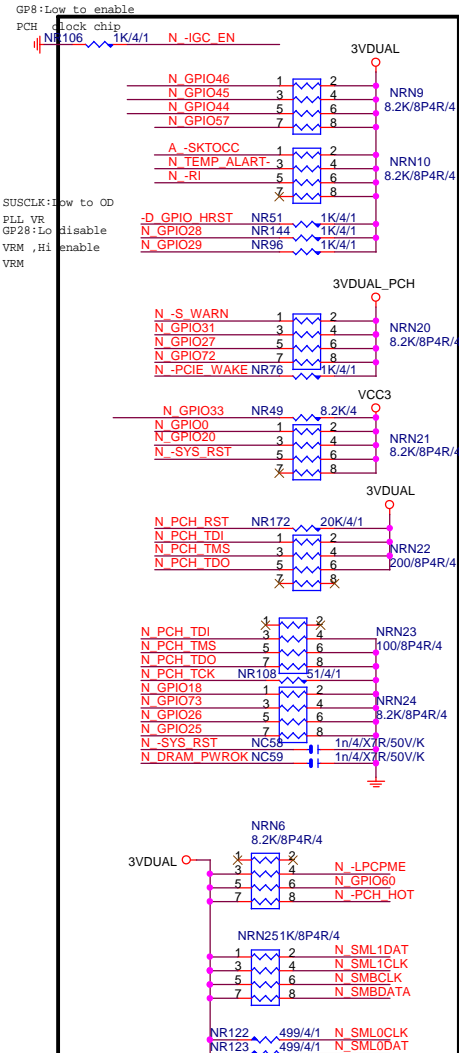 GP8:Low to enable
PCH clock chip
NR106 1K/4/1 N_-IGC_EN
3VDUAL
N_GPIO46 1 2
N_GPIO45 3 4 NRN9
N_GPIO44 5 6 8.2K/8P4R/4
N_GPIO57 7 8
A_-SKTOCC 1 2
N_TEMP_ALART- 3 4 NRN10
N_-RI 5 6 8.2K/8P4R/4
7 8
SUSCLK:Low to OD
PLL VR
GP28:Lo disable
VRM ,Hi enable
VRM
-D_GPIO_HRST NR51 1K/4/1
N_GPIO28 NR144 1K/4/1
N_GPIO29 NR96 1K/4/1
3VDUAL_PCH
N_-S_WARN 1 2
N_GPIO31 3 4 NRN20
N_GPIO27 5 6 8.2K/8P4R/4
N_GPIO72 7 8
N_-PCIE_WAKE NR76 1K/4/1
VCC3
N_GPIO33 NR49 8.2K/4
N_GPIO0 1 2
N_GPIO20 3 4 NRN21
N_-SYS_RST 5 6 8.2K/8P4R/4
7 8
3VDUAL
N_PCH_RST NR172 20K/4/1
N_PCH_TDI 1 2
N_PCH_TMS 3 4 NRN22
N_PCH_TDO 5 6 200/8P4R/4
7 8
1 2
N_PCH_TDI 3 4 NRN23
N_PCH_TMS 5 6 100/8P4R/4
N_PCH_TDO 7 8
N_PCH_TCK NR108 51/4/1
N_GPIO18 1 2
N_GPIO73 3 4 NRN24
N_GPIO26 5 6 8.2K/8P4R/4
N_GPIO25 7 8
N_-SYS_RST NC58 1n/4/X7R/50V/K
N_DRAM_PWROK NC59 1n/4/X7R/50V/K
NRN6
8.2K/8P4R/4
3VDUAL
1 2
3 4 N_-LPCPME
5 6 N_GPIO60
7 8 N_-PCH_HOT
NRN25 1K/8P4R/4
1 2 N_SML1DAT
3 4 N_SML1CLK
5 6 N_SMBCLK
7 8 N_SMBDATA
NR122 499/4/1 N_SML0CLK
NR123 499/4/1 N_SML0DAT